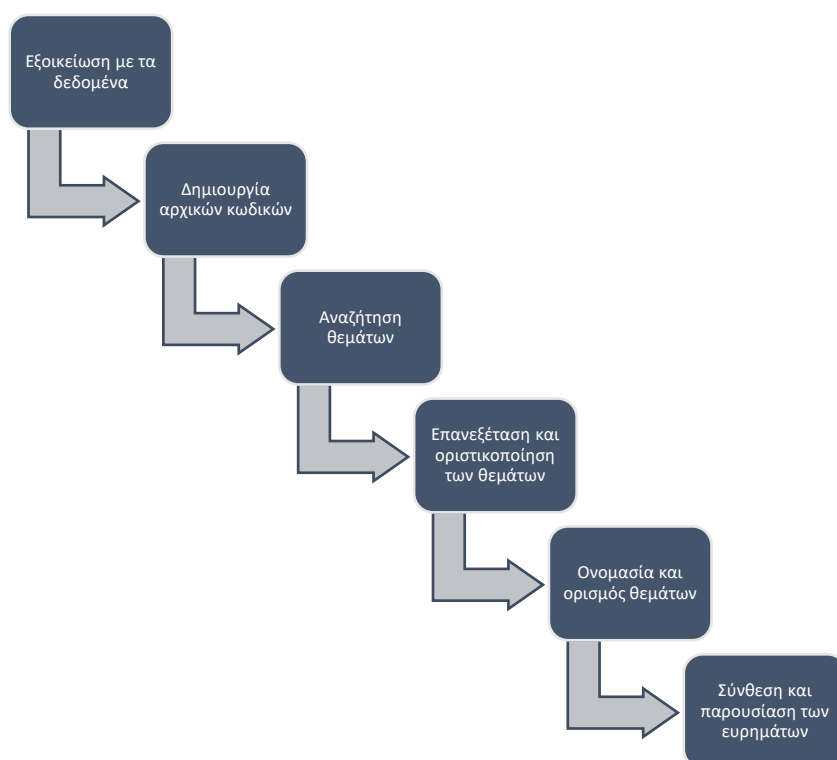 Εξοικείωση με τα
δεδομένα
Δημιουργία
αρχικών κωδικών
Αναζήτηση
θεμάτων
Επανεξέταση και
οριστικοποίηση
των θεμάτων
Ονομασία και
ορισμός θεμάτων
Σύνθεση και
παρουσίαση των
ευρημάτων